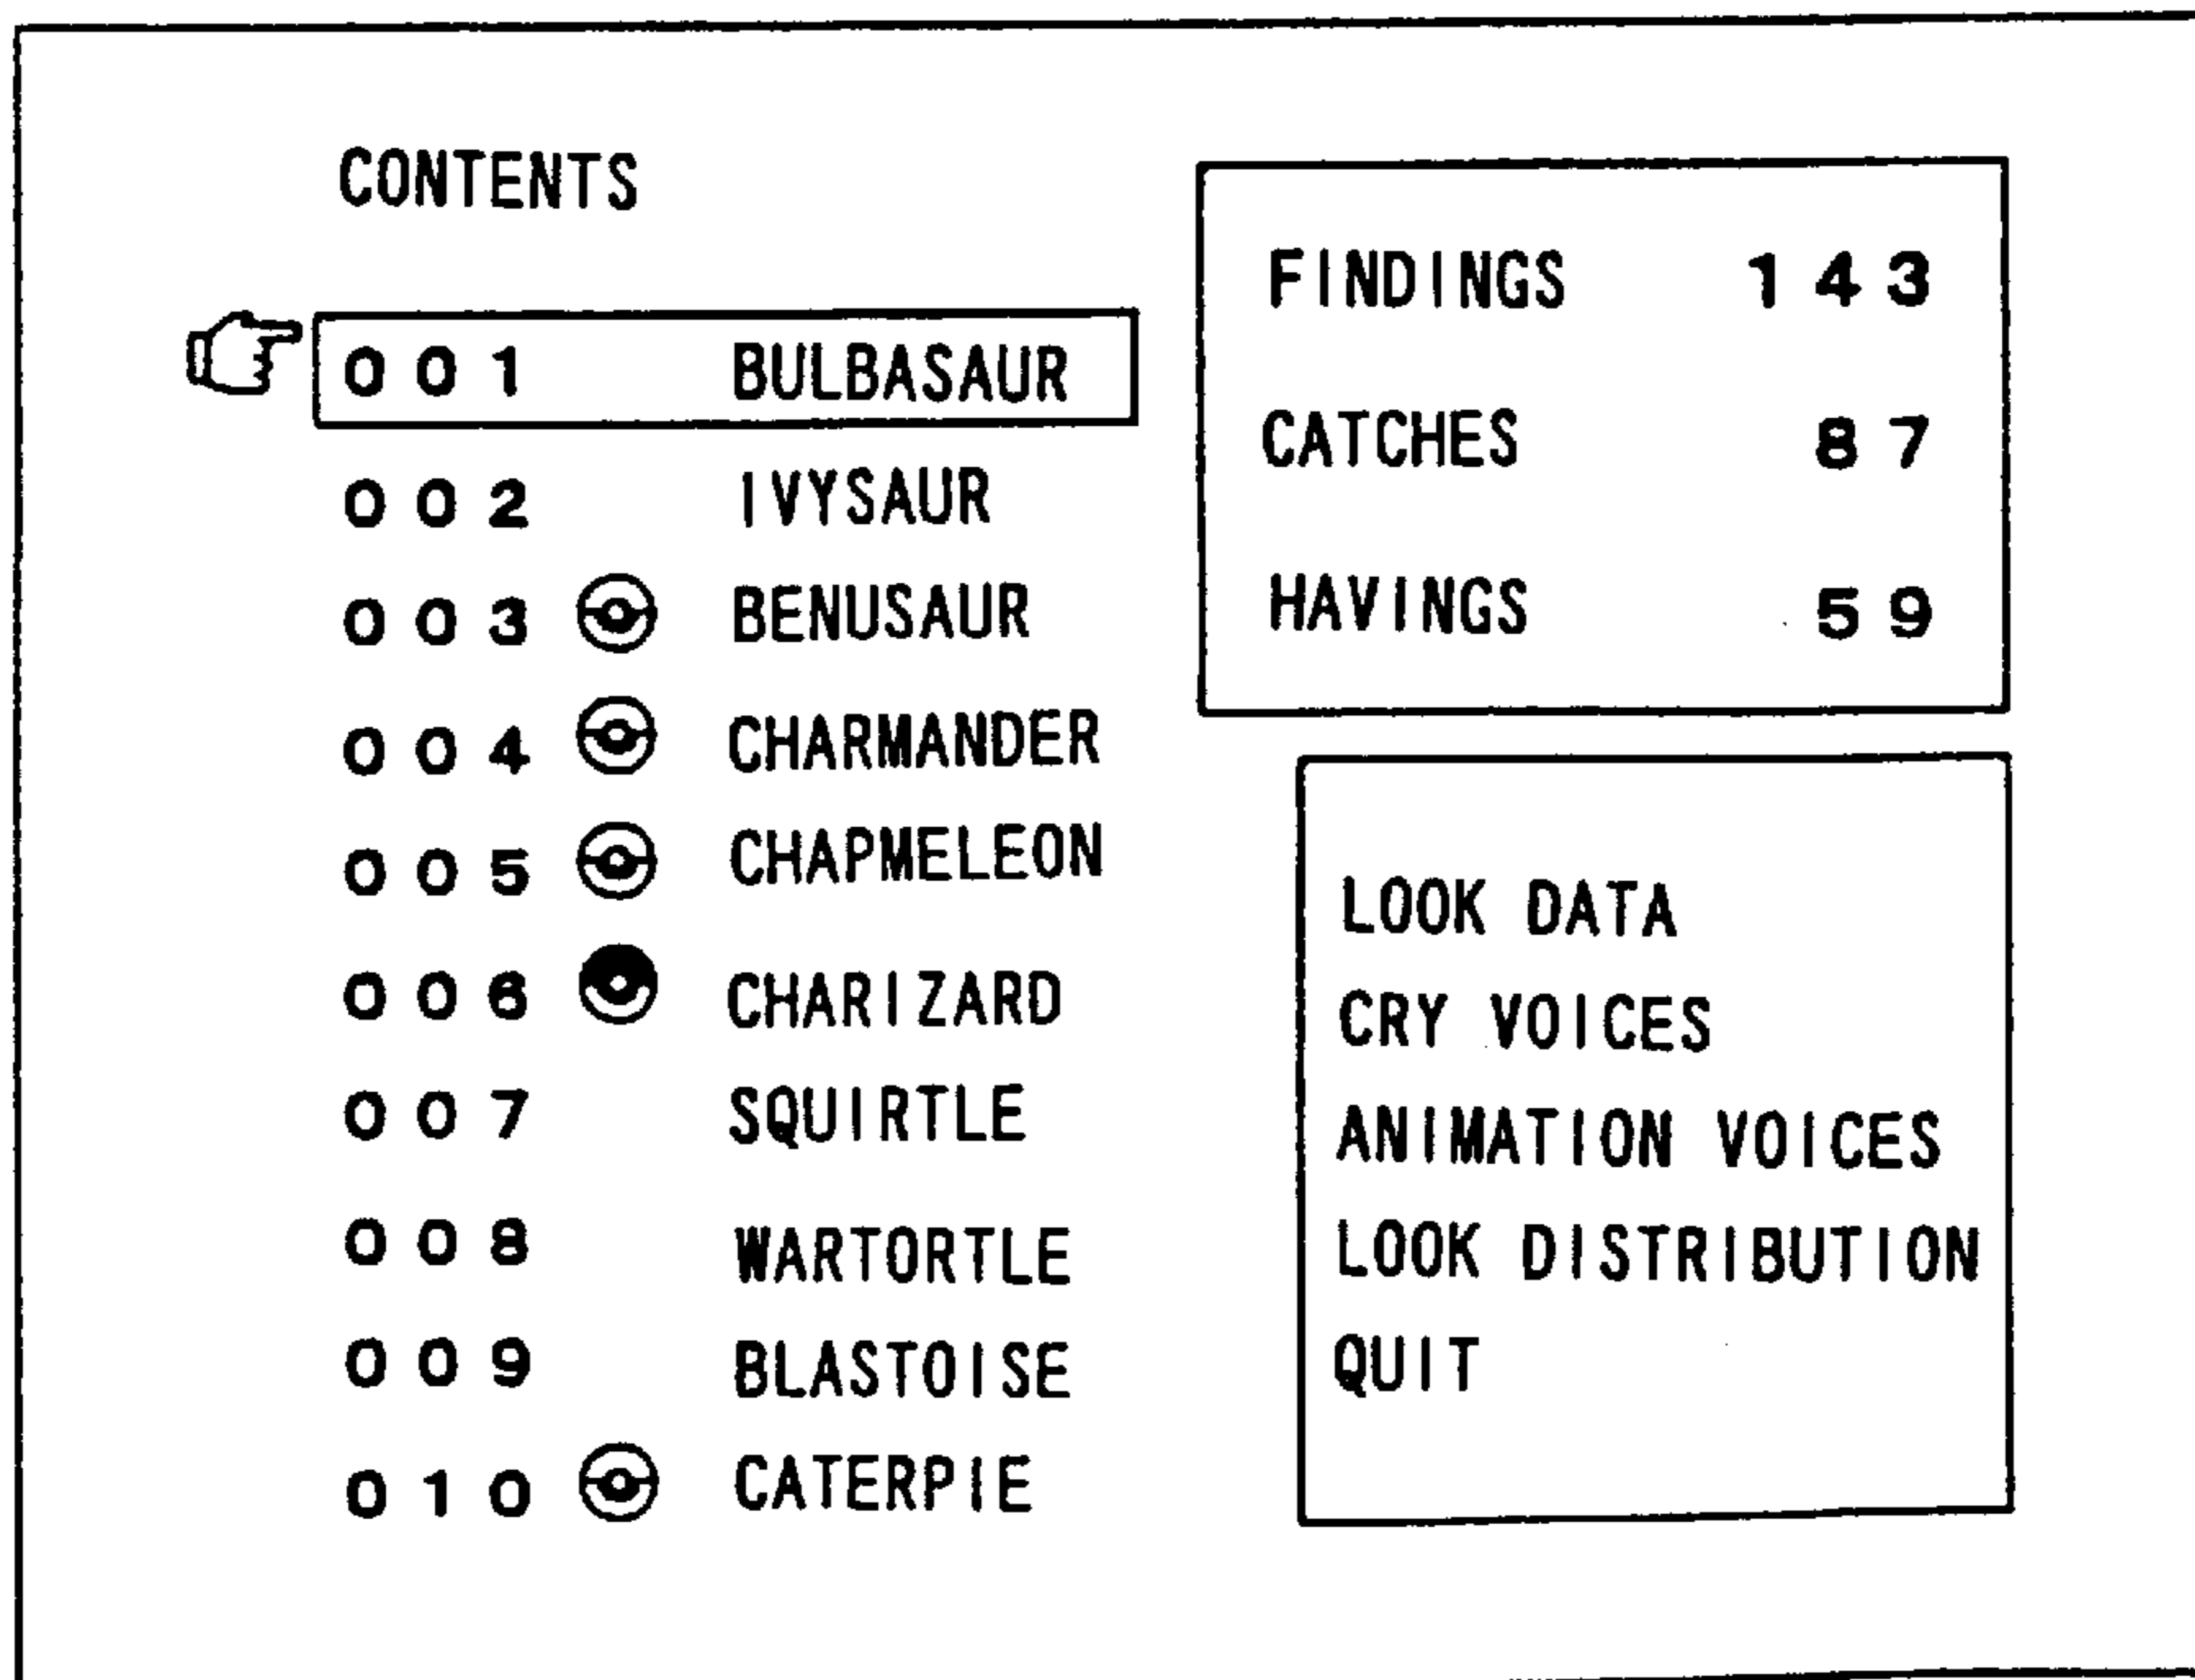 CONTENTS
001 BULBASAUR
002 IVYSAUR
003 BENUSAUR
004 CHARMANDER
005 CHAPMELEON
006 CHARIZARD
007 SQUIRTLE
008 WARTORTLE
009 BLASTOISE
010 CATERPIE
FINDINGS 143
CATCHES 87
HAVINGS 59
LOOK DATA
CRY VOICES
ANIMATION VOICES
LOOK DISTRIBUTION
QUIT